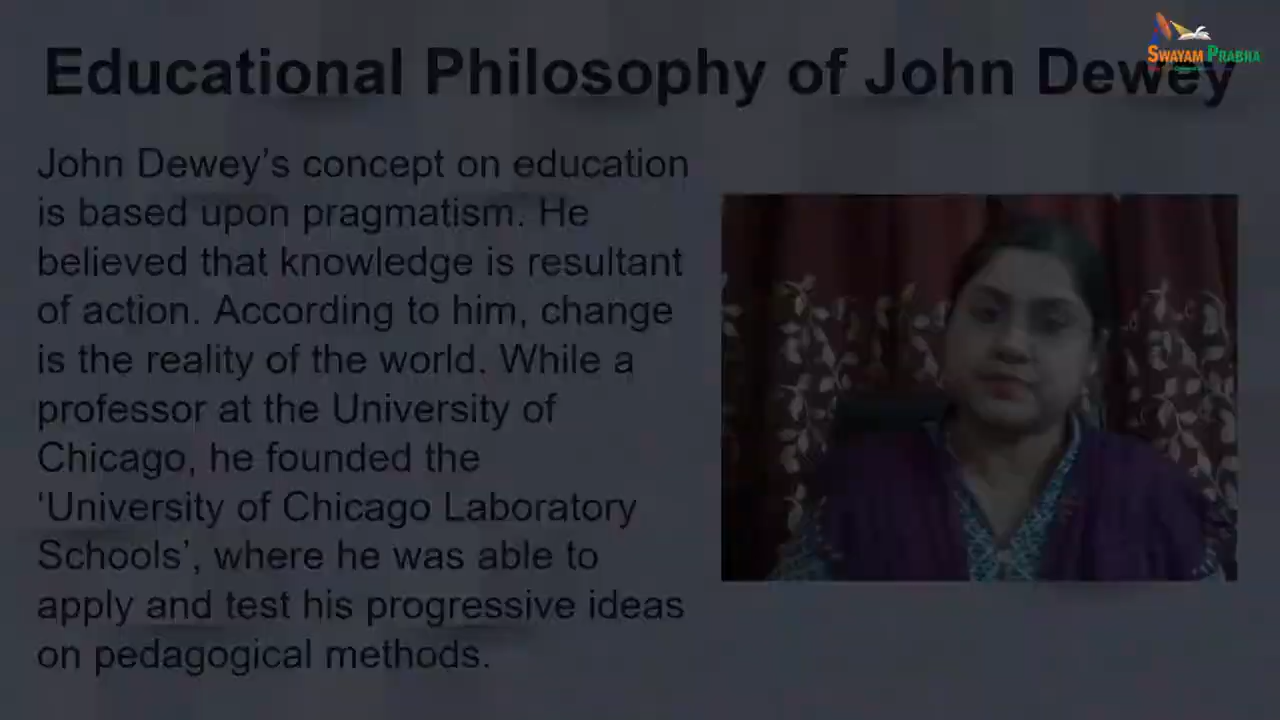 SWAYAM PRABHA
Educational Philosophy of John Dewey
John Dewey’s concept on education
is based upon pragmatism. He
believed that knowledge is resultant
of action. According to him, change
is the reality of the world. While a
professor at the University of
Chicago, he founded the
‘University of Chicago Laboratory
Schools’, where he was able to
apply and test his progressive ideas
on pedagogical methods.